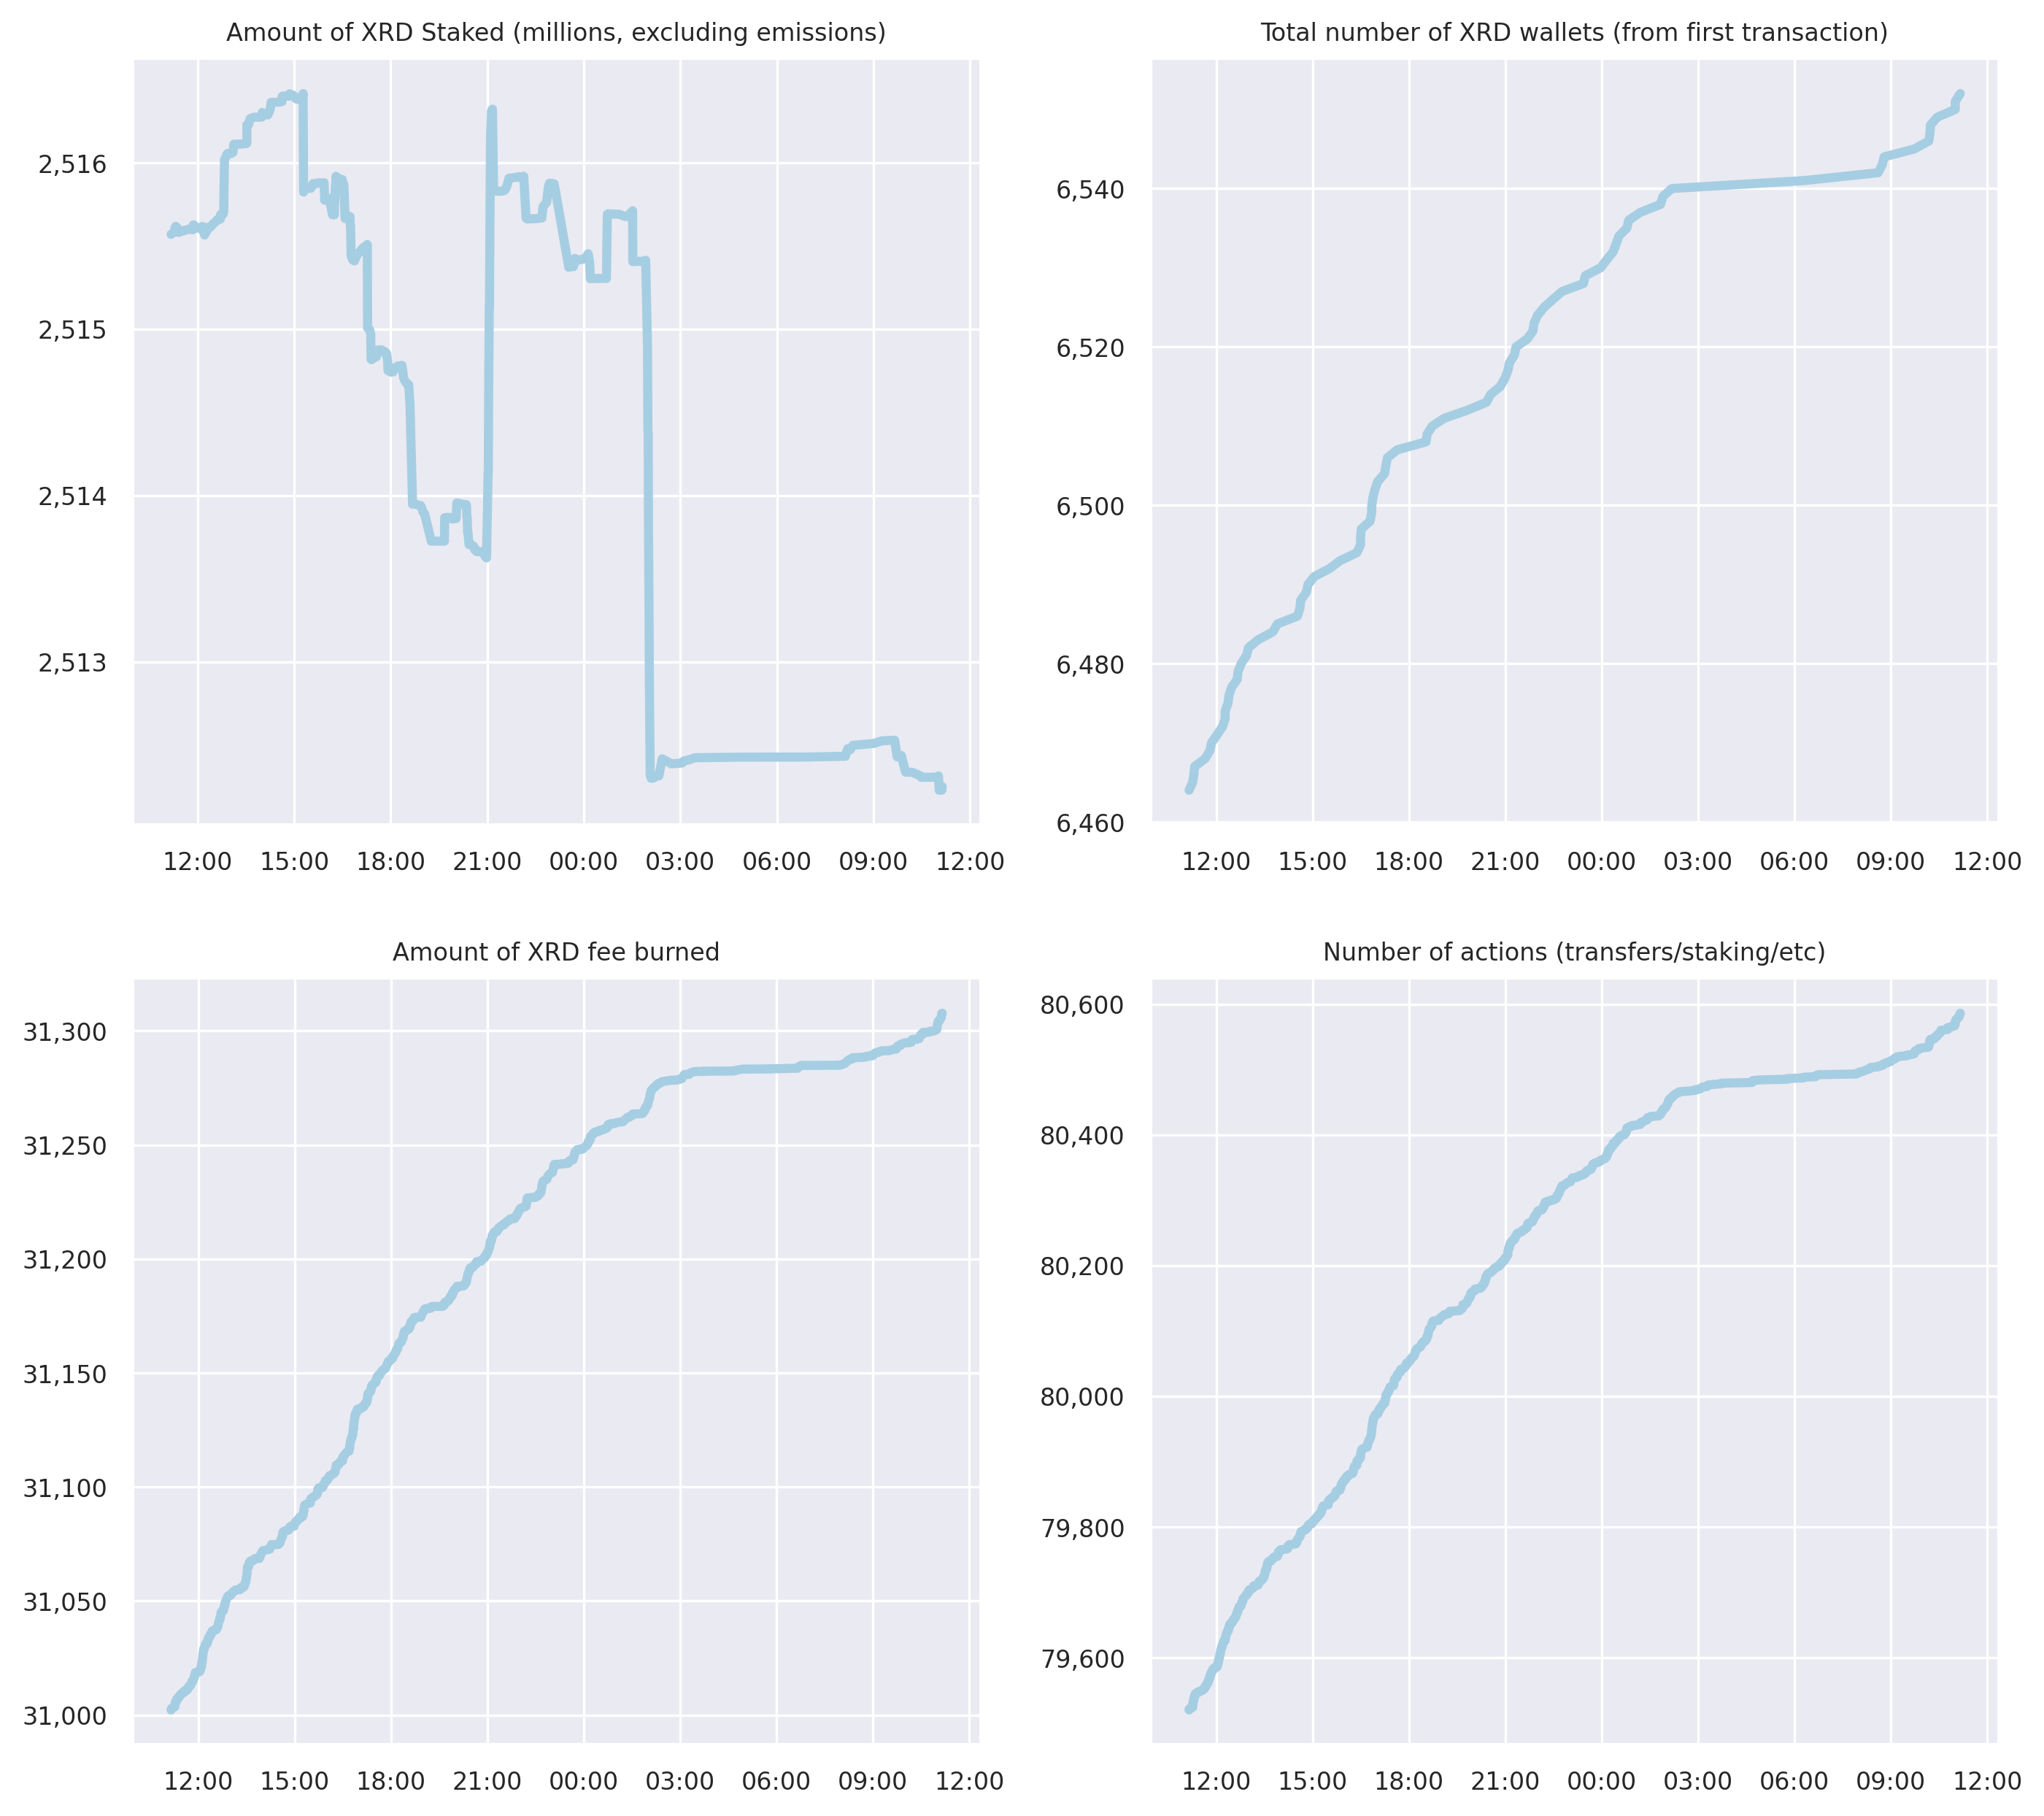 Amount of XRD Staked (millions, excluding emissions)
2,516
2,515
2,514
2,513
12:00 15:00 18:00 21:00 00:00 03:00 06:00 09:00 12:00
Total number of XRD wallets (from first transaction)
6,540
6,520
6,500
6,480
6,460
12:00 15:00 18:00 21:00 00:00 03:00 06:00 09:00 12:00
Amount of XRD fee burned
31,300
31,250
31,200
31,150
31,100
31,050
31,000
12:00 15:00 18:00 21:00 00:00 03:00 06:00 09:00 12:00
Number of actions (transfers/staking/etc)
80,600
80,400
80,200
80,000
79,800
79,600
12:00 15:00 18:00 21:00 00:00 03:00 06:00 09:00 12:00